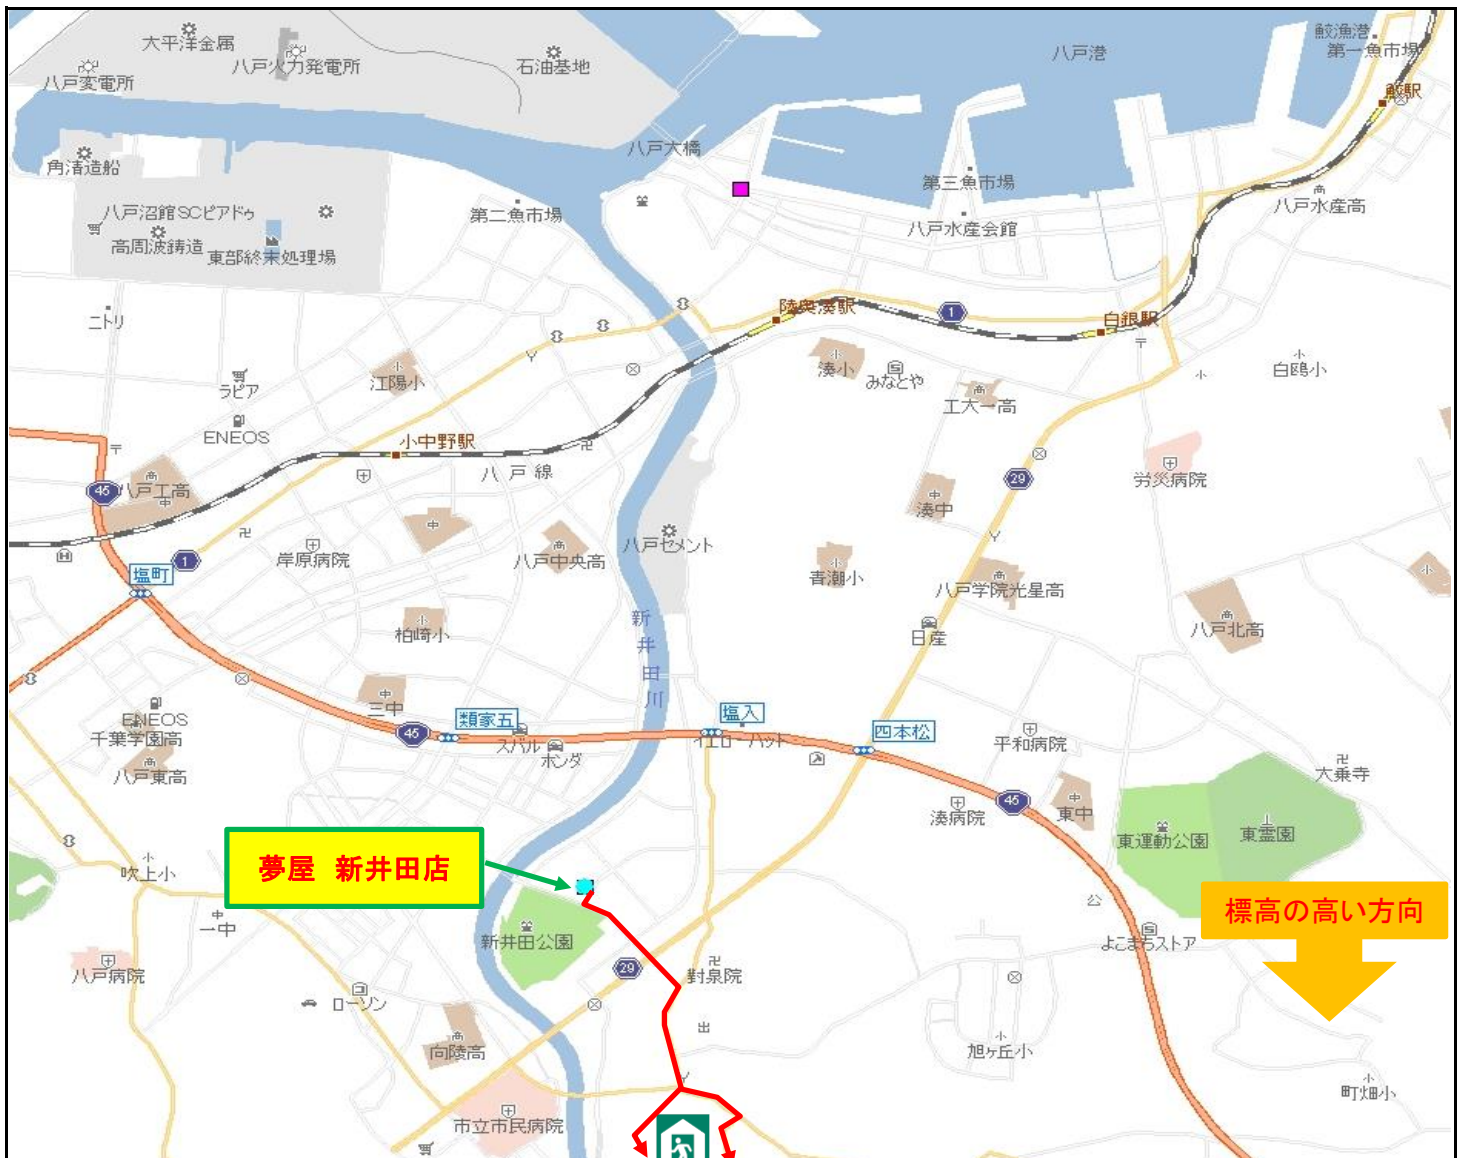 大平洋金属
八戸変電所
八戸火力発電所
石油基地
八戸港
鮫漁港
第一魚市場
鮫駅
角清造船
八戸大橋
第三魚市場
八戸沼館SCピアドゥ
第二魚市場
八戸水産高
八戸水産会館
高周波鋳造
東部終末処理場
陸奥湊駅
1
白銀駅
ニトリ
江陽小
湊小
みなとや
白鴎小
ラピア
工大一高
ENEOS
小中野駅
八戸線
29
労災病院
45
八戸工高
中
湊中
中
八戸セメント
1
岸原病院
八戸中央高
青潮小
小
塩町
八戸学院光星高
新井田川
柏崎小
日産
八戸北高
三中
ENEOS
千葉学園高
類家五
塩入
四本松
45
スバル
イエローハット
平和病院
ホンダ
大乗寺
八戸東高
湊病院
45
東中
東運動公園
東霊園
夢屋 新井田店
吹上小
標高の高い方向
一中
新井田公園
よこまちストア
八戸病院
29
對泉院
ローソン
向陵高
旭ヶ丘小
町畑小
市立市民病院